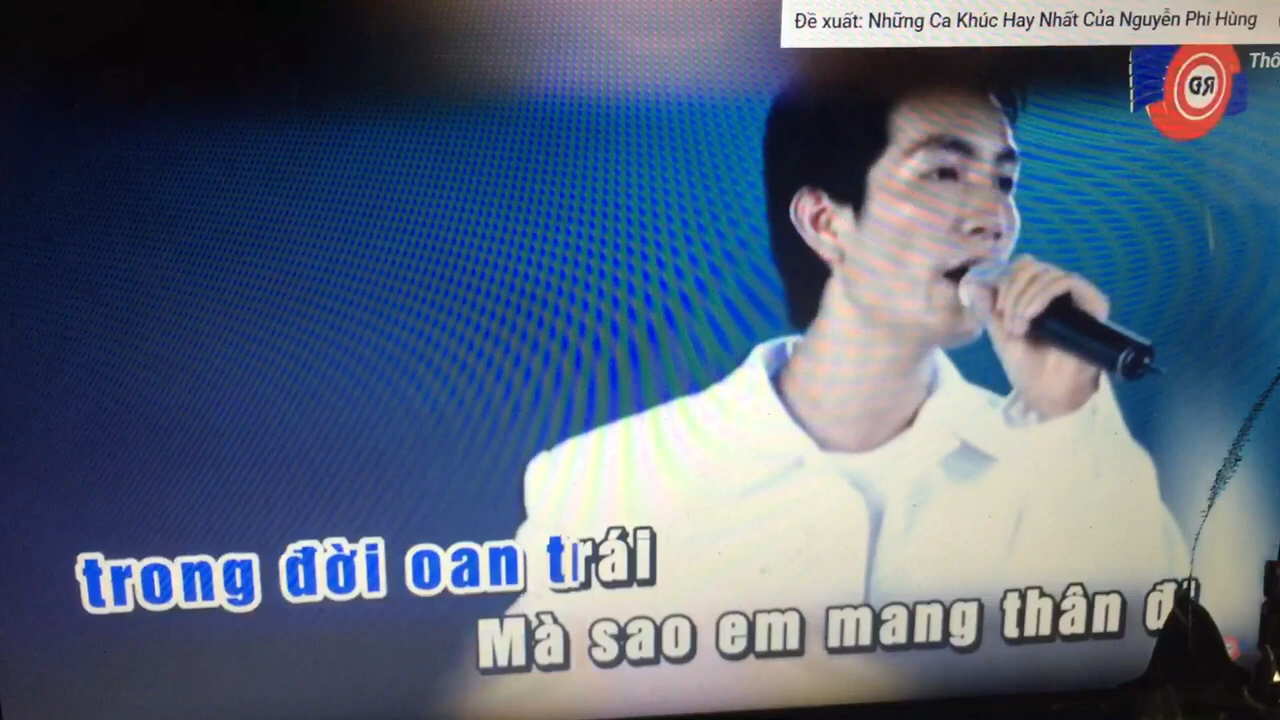 Đề xuất: Những Ca Khúc Hay Nhất Của Nguyễn Phi Hùng
trong đời oan trái
Mà sao em mang thân